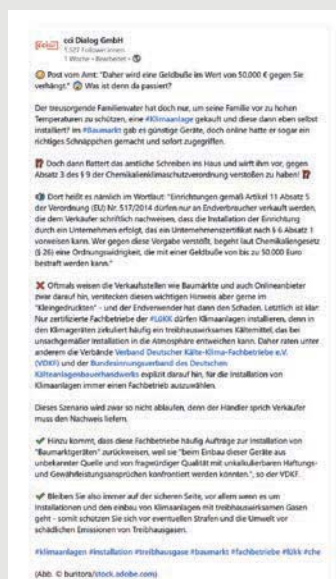 cci Dialog GmbH
1.527 Follower:innen
1 Woche • Bearbeitet •
Post vom Amt: "Daher wird eine Geldbuße im Wert von 50.000 € gegen Sie
verhängt." Was ist denn da passiert?
Der treusorgende Familienvater hat doch nur, um seine Familie vor zu hohen
Temperaturen zu schützen, eine #Klimaanlage gekauft und diese dann eben selbst
installiert? Im #Baumarkt gab es günstige Geräte, doch online hatte er sogar ein
richtiges Schnäppchen gemacht und sofort zugegriffen.
Doch dann flattert das amtliche Schreiben ins Haus und wirft ihm vor, gegen
Absatz 3 des § 9 der Chemikalienklimaschutzverordnung verstoßen zu haben!
Dort heißt es nämlich im Wortlaut: "Einrichtungen gemäß Artikel 11 Absatz 5
der Verordnung (EU) Nr. 517/2014 dürfen nur an Endverbraucher verkauft werden,
die dem Verkäufer schriftlich nachweisen, dass die Installation der Einrichtung
durch ein Unternehmen erfolgt, das ein Unternehmenszertifikat nach § 6 Absatz 1
vorweisen kann. Wer gegen diese Vorgabe verstößt, begeht laut Chemikaliengesetz
(§ 26) eine Ordnungswidrigkeit, die mit einer Geldbuße von bis zu 50.000 Euro
bestraft werden kann."
Oftmals weisen die Verkaufsstellen wie Baumärkte und auch Onlineanbieter
zwar darauf hin, verstecken diesen wichtigen Hinweis aber gerne im
"Kleingedruckten" - und der Endverwender hat dann den Schaden. Letztlich ist klar:
Nur zertifizierte Fachbetriebe der #LÜKK dürfen Klimaanlagen installieren, denn in
den Klimageräten zirkuliert häufig ein treibhauswirksames Kältemittel, das bei
unsachgemäßer Installation in die Atmosphäre entweichen kann. Daher raten unter
anderem die Verbände Verband Deutscher Kälte-Klima-Fachbetriebe e.V.
(VDKF) und der Bundesinnungsverband des Deutschen
Kälteanlagenbauerhandwerks explizit darauf hin, für die Installation von
Klimaanlagen immer einen Fachbetrieb auszuwählen.
Dieses Szenario wird zwar so nicht ablaufen, denn der Händler sprich Verkäufer
muss den Nachweis liefern.
Hinzu kommt, dass diese Fachbetriebe häufig Aufträge zur Installation von
"Baumarktgeräten" zurückweisen, weil sie "beim Einbau dieser Geräte aus
unbekannter Quelle und von fragwürdiger Qualität mit unkalkulierbaren Haftungs-
und Gewährleistungsansprüchen konfrontiert werden könnten.", so der VDKF.
Bleiben Sie also immer auf der sicheren Seite, vor allem wenn es um
Installationen und den einbau von Klimaanlagen mit treibhauswirksamen Gasen
geht - somit schützen Sie sich vor eventuellen Strafen und die Umwelt vor
schädlichen Emissionen von Treibhausgasen.
#klimaanlagen #installation #treibhausgase #baumarkt #fachbetriebe #lükk #che
(Abb. © buritora/stock.adobe.com)